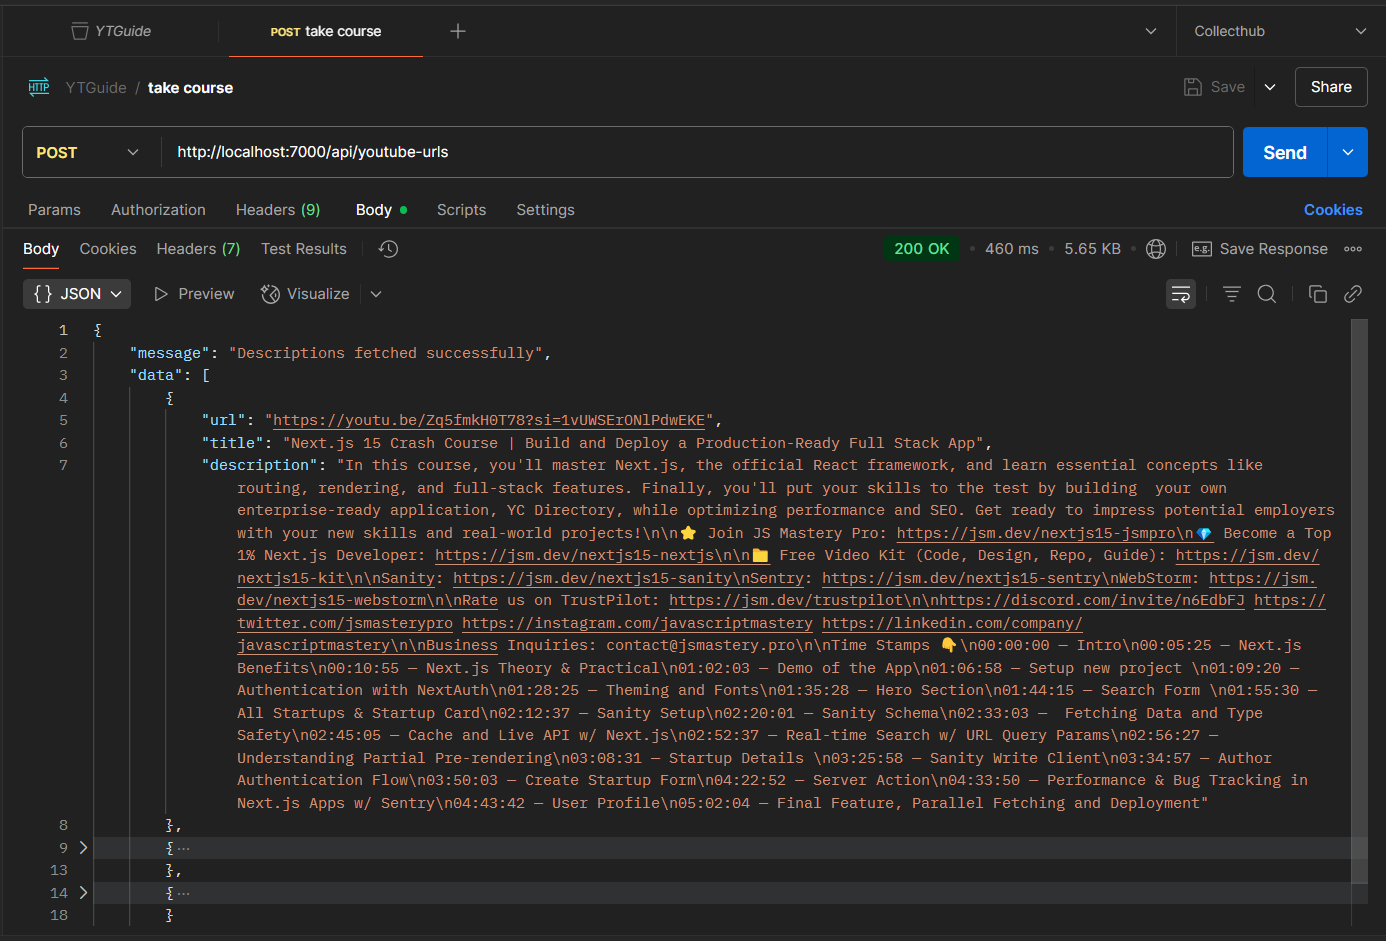 YTGuide
POST take course
Collecthub
HTTP YTGuide / take course
Save
Share
POST
http://localhost:7000/api/youtube-urls
Send
Params Authorization Headers (9) Body Scripts Settings
Cookies
Body Cookies Headers (7) Test Results
200 OK 460 ms 5.65 KB e.g. Save Response
{} JSON Preview Visualize
1 {
2 "message": "Descriptions fetched successfully",
3 "data": [
4 {
5 "url": "https://youtu.be/Zq5fmkH0T78?si=1vUWSErONlPdwEKE",
6 "title": "Next.js 15 Crash Course | Build and Deploy a Production-Ready Full Stack App",
7 "description": "In this course, you'll master Next.js, the official React framework, and learn essential concepts like
routing, rendering, and full-stack features. Finally, you'll put your skills to the test by building  your own
enterprise-ready application, YC Directory, while optimizing performance and SEO. Get ready to impress potential employers
with your new skills and real-world projects!\n\n⭐ Join JS Mastery Pro: https://jsm.dev/nextjs15-jsmpro\n💎 Become a Top
1% Next.js Developer: https://jsm.dev/nextjs15-nextjs\n\n📁 Free Video Kit (Code, Design, Repo, Guide): https://jsm.dev/
nextjs15-kit\n\nSanity: https://jsm.dev/nextjs15-sanity\nSentry: https://jsm.dev/nextjs15-sentry\nWebStorm: https://jsm.
dev/nextjs15-webstorm\n\nRate us on TrustPilot: https://jsm.dev/trustpilot\n\nhttps://discord.com/invite/n6EdbFJ https://
twitter.com/jsmasterypro https://instagram.com/javascriptmastery https://linkedin.com/company/
javascriptmastery\n\nBusiness Inquiries: contact@jsmastery.pro\n\nTime Stamps 👇\n00:00:00 — Intro\n00:05:25 — Next.js
Benefits\n00:10:55 — Next.js Theory & Practical\n01:02:03 — Demo of the App\n01:06:58 — Setup new project \n01:09:20 —
Authentication with NextAuth\n01:28:25 — Theming and Fonts\n01:35:28 — Hero Section\n01:44:15 — Search Form \n01:55:30 —
All Startups & Startup Card\n02:12:37 — Sanity Setup\n02:20:01 — Sanity Schema\n02:33:03 —  Fetching Data and Type
Safety\n02:45:05 — Cache and Live API w/ Next.js\n02:52:37 — Real-time Search w/ URL Query Params\n02:56:27 —
Understanding Partial Pre-rendering\n03:08:31 — Startup Details \n03:25:58 — Sanity Write Client\n03:34:57 — Author
Authentication Flow\n03:50:03 — Create Startup Form\n04:22:52 — Server Action\n04:33:50 — Performance & Bug Tracking in
Next.js Apps w/ Sentry\n04:43:42 — User Profile\n05:02:04 — Final Feature, Parallel Fetching and Deployment"
8 },
9 { ···
13 },
14 { ···
18 }